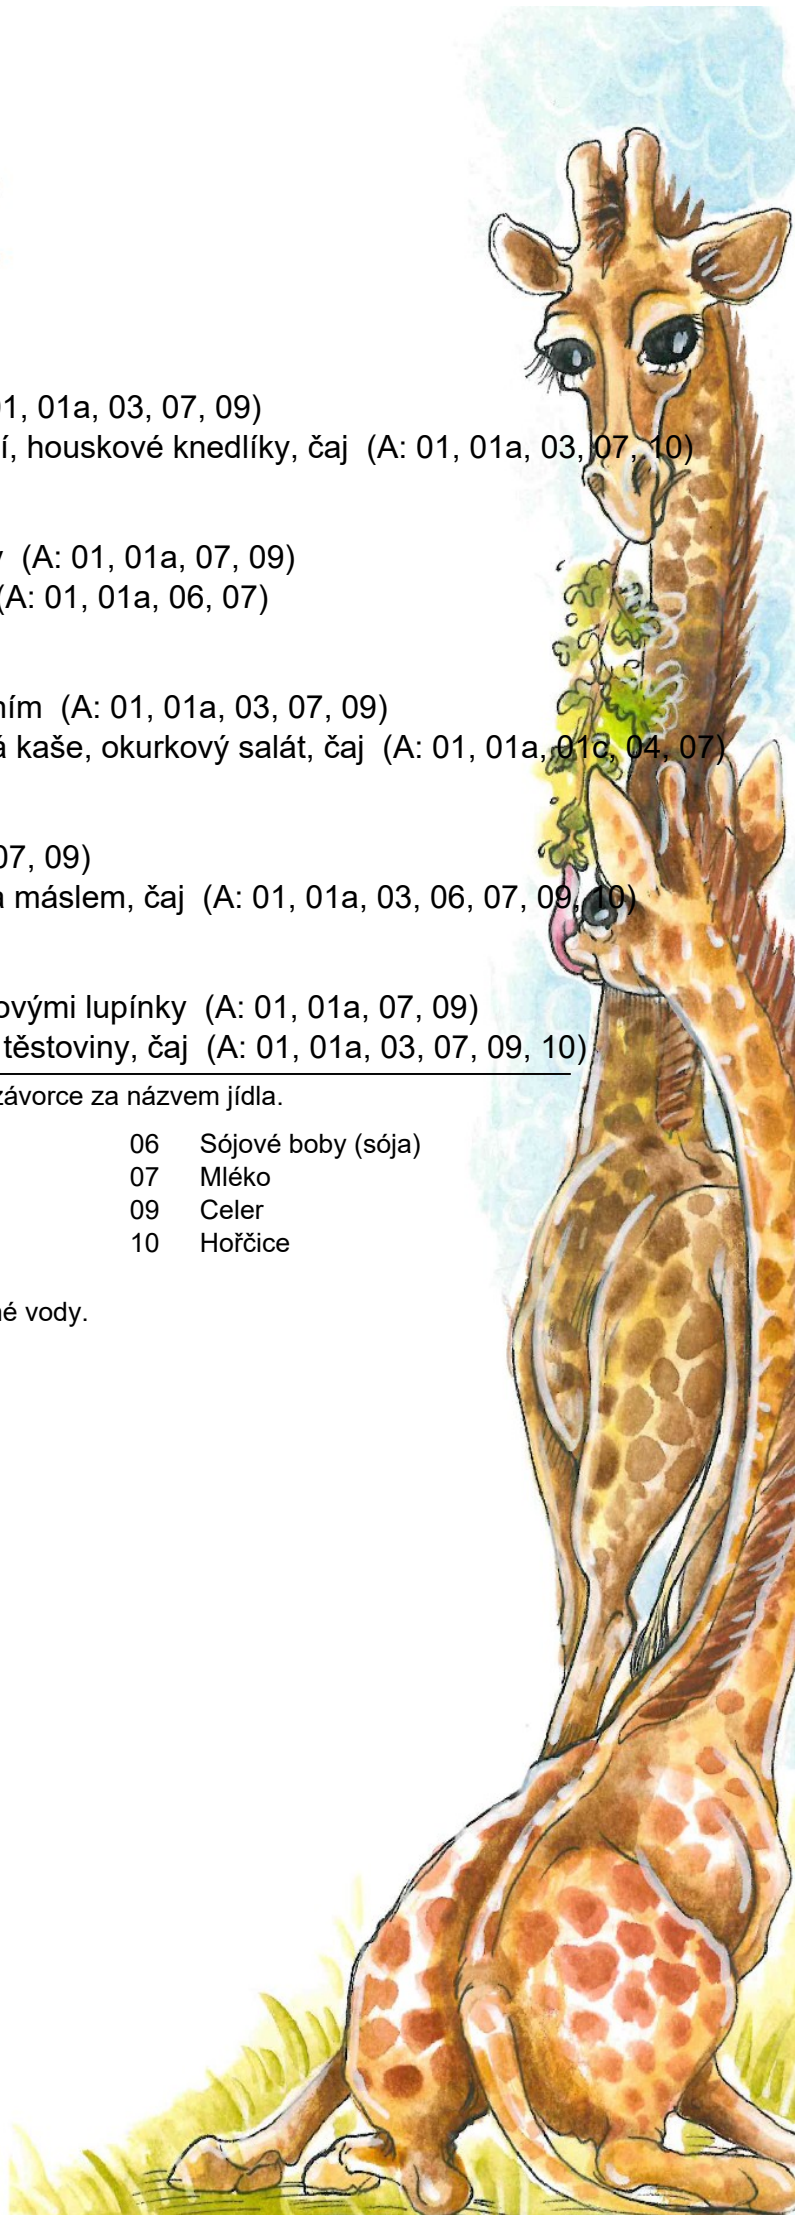 01, 01a, 03, 07, 09)
í, houskové knedlíky, čaj (A: 01, 01a, 03, 07, 10)
(A: 01, 01a, 07, 09)
(A: 01, 01a, 06, 07)
ním (A: 01, 01a, 03, 07, 09)
á kaše, okurkový salát, čaj (A: 01, 01a, 01c, 04, 07)
07, 09)
a máslem, čaj (A: 01, 01a, 03, 06, 07, 09, 10)
ovými lupínky (A: 01, 01a, 07, 09)
těstoviny, čaj (A: 01, 01a, 03, 07, 09, 10)
závorce za názvem jídla.
06 Sójové boby (sója)
07 Mléko
09 Celer
10 Hořčice
né vody.